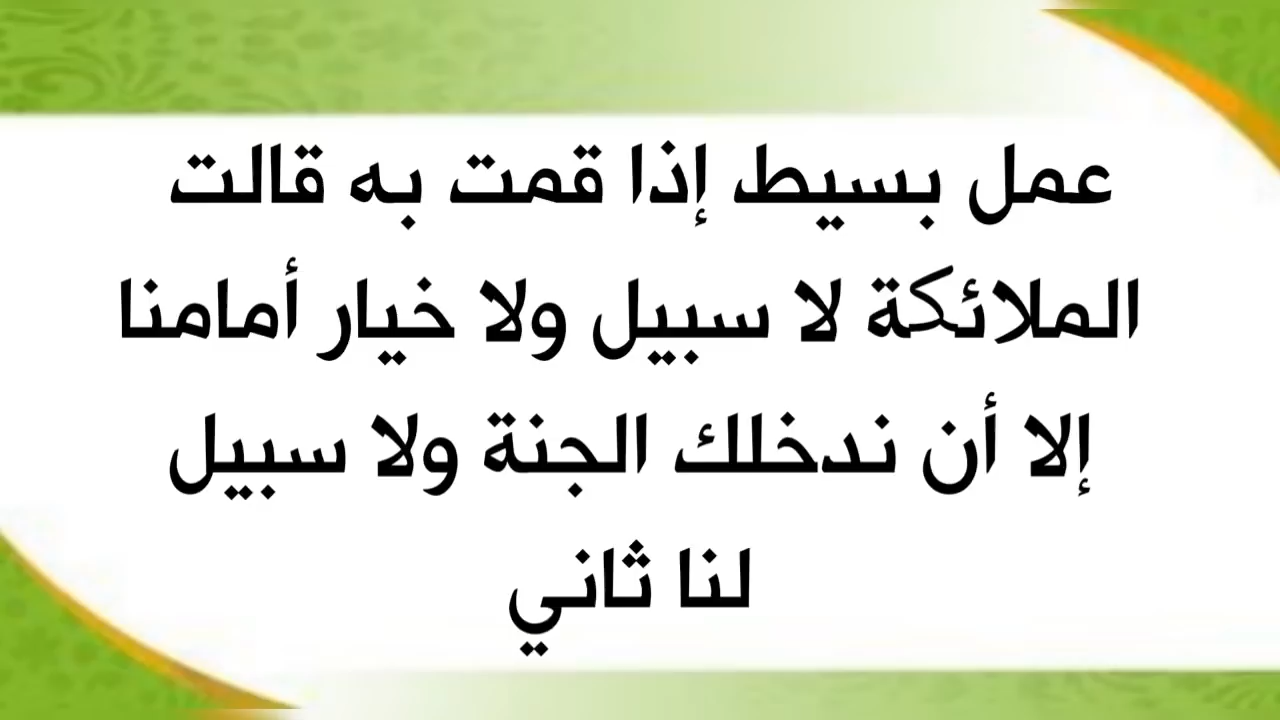 عمل بسيط إذا قمت به قالت
الملائكة لا سبيل ولا خيار أمامنا
إلا أن ندخلك الجنة ولا سبيل
لنا ثاني